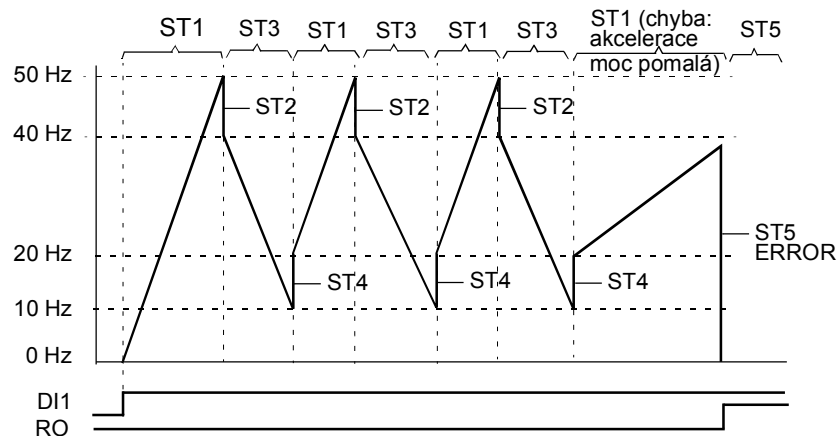 ST1 ST3 ST1 ST3 ST1 ST3 ST1 (chyba: akcelerace moc pomalá) ST5
50 Hz
ST2 ST2 ST2
40 Hz
20 Hz
ST5
ERROR
ST4 ST4 ST4
10 Hz
0 Hz
DI1
RO